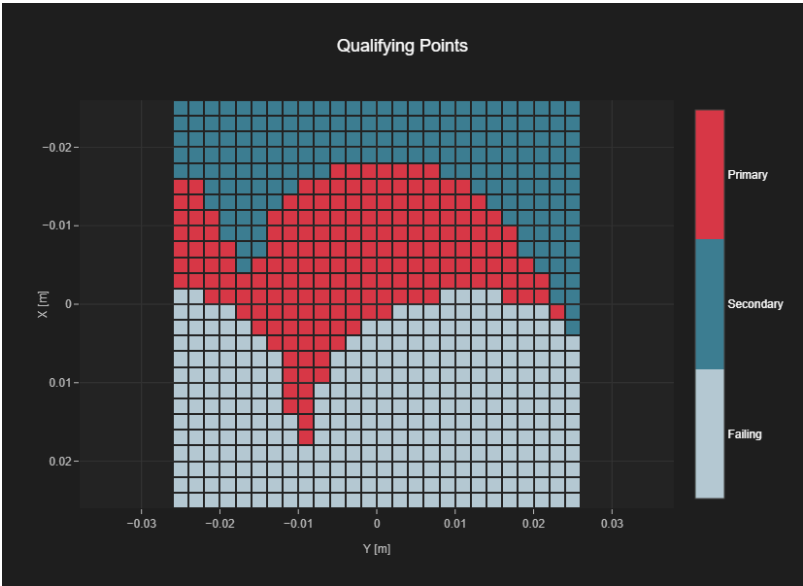 Qualifying Points
−0.02
−0.01
0
0.01
0.02
X [m]
−0.03
−0.02
−0.01
0
0.01
0.02
0.03
Y [m]
Primary
Secondary
Failing